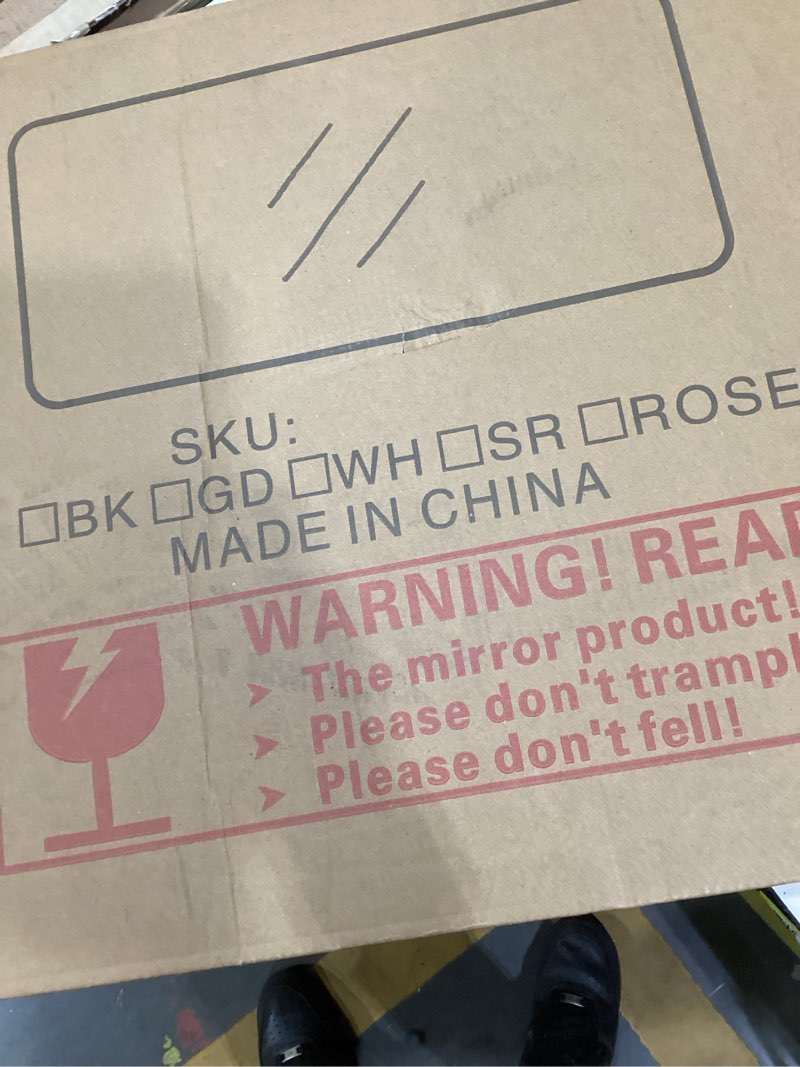 SKU:
□BK □GD □WH □SR □ROSE
MADE IN CHINA
WARNING! READ
➤ The mirror product!
➤ Please don't trampl
➤ Please don't fell!